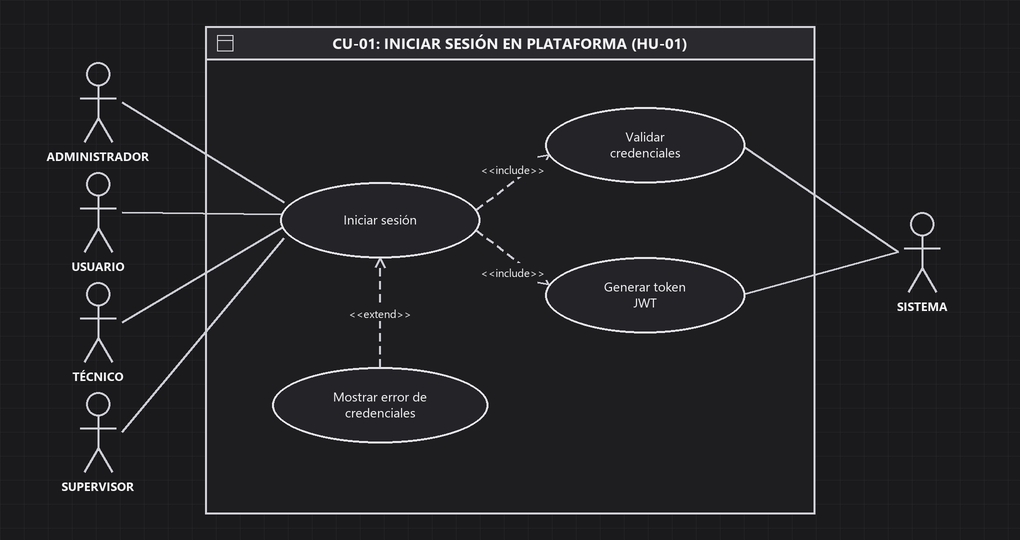 CU-01: INICIAR SESIÓN EN PLATAFORMA (HU-01)
ADMINISTRADOR
USUARIO
TÉCNICO
SUPERVISOR
Iniciar sesión
<<extend>>
Mostrar error de
credenciales
<<include>>
<<include>>
Validar
credenciales
Generar token
JWT
SISTEMA